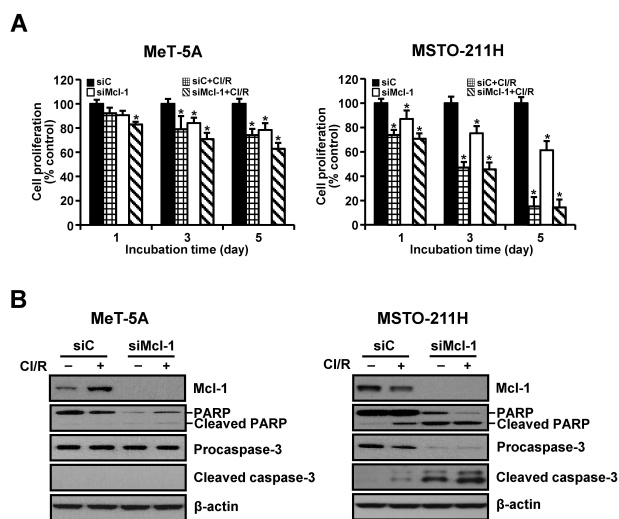 A
MeT-5A
MSTO-211H
siC
siMcl-1
siC+CI/R
siMcl-1+CI/R
siC
siMcl-1
siC+CI/R
siMcl-1+CI/R
Cell proliferation
(% control)
120
100
80
60
40
20
0
* * * * * * *
1 3 5
Incubation time (day)
Cell proliferation
(% control)
120
100
80
60
40
20
0
* * * * * * * * *
1 3 5
Incubation time (day)
B
MeT-5A
siC siMcl-1
CI/R – + – +
Mcl-1
PARP
Cleaved PARP
Procaspase-3
Cleaved caspase-3
β-actin
MSTO-211H
siC siMcl-1
CI/R – + – +
Mcl-1
PARP
Cleaved PARP
Procaspase-3
Cleaved caspase-3
β-actin